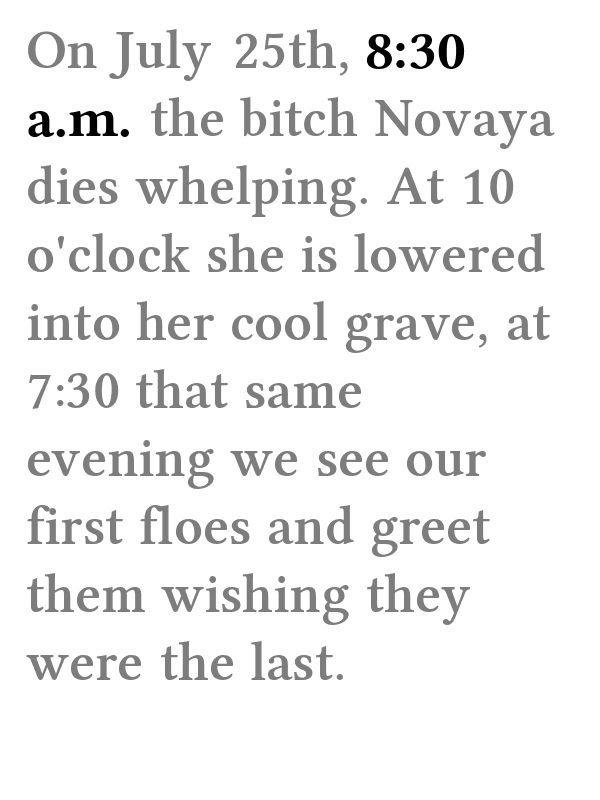 On July 25th, 8:30
a.m. the bitch Novaya
dies whelping. At 10
o'clock she is lowered
into her cool grave, at
7:30 that same
evening we see our
first floes and greet
them wishing they
were the last.